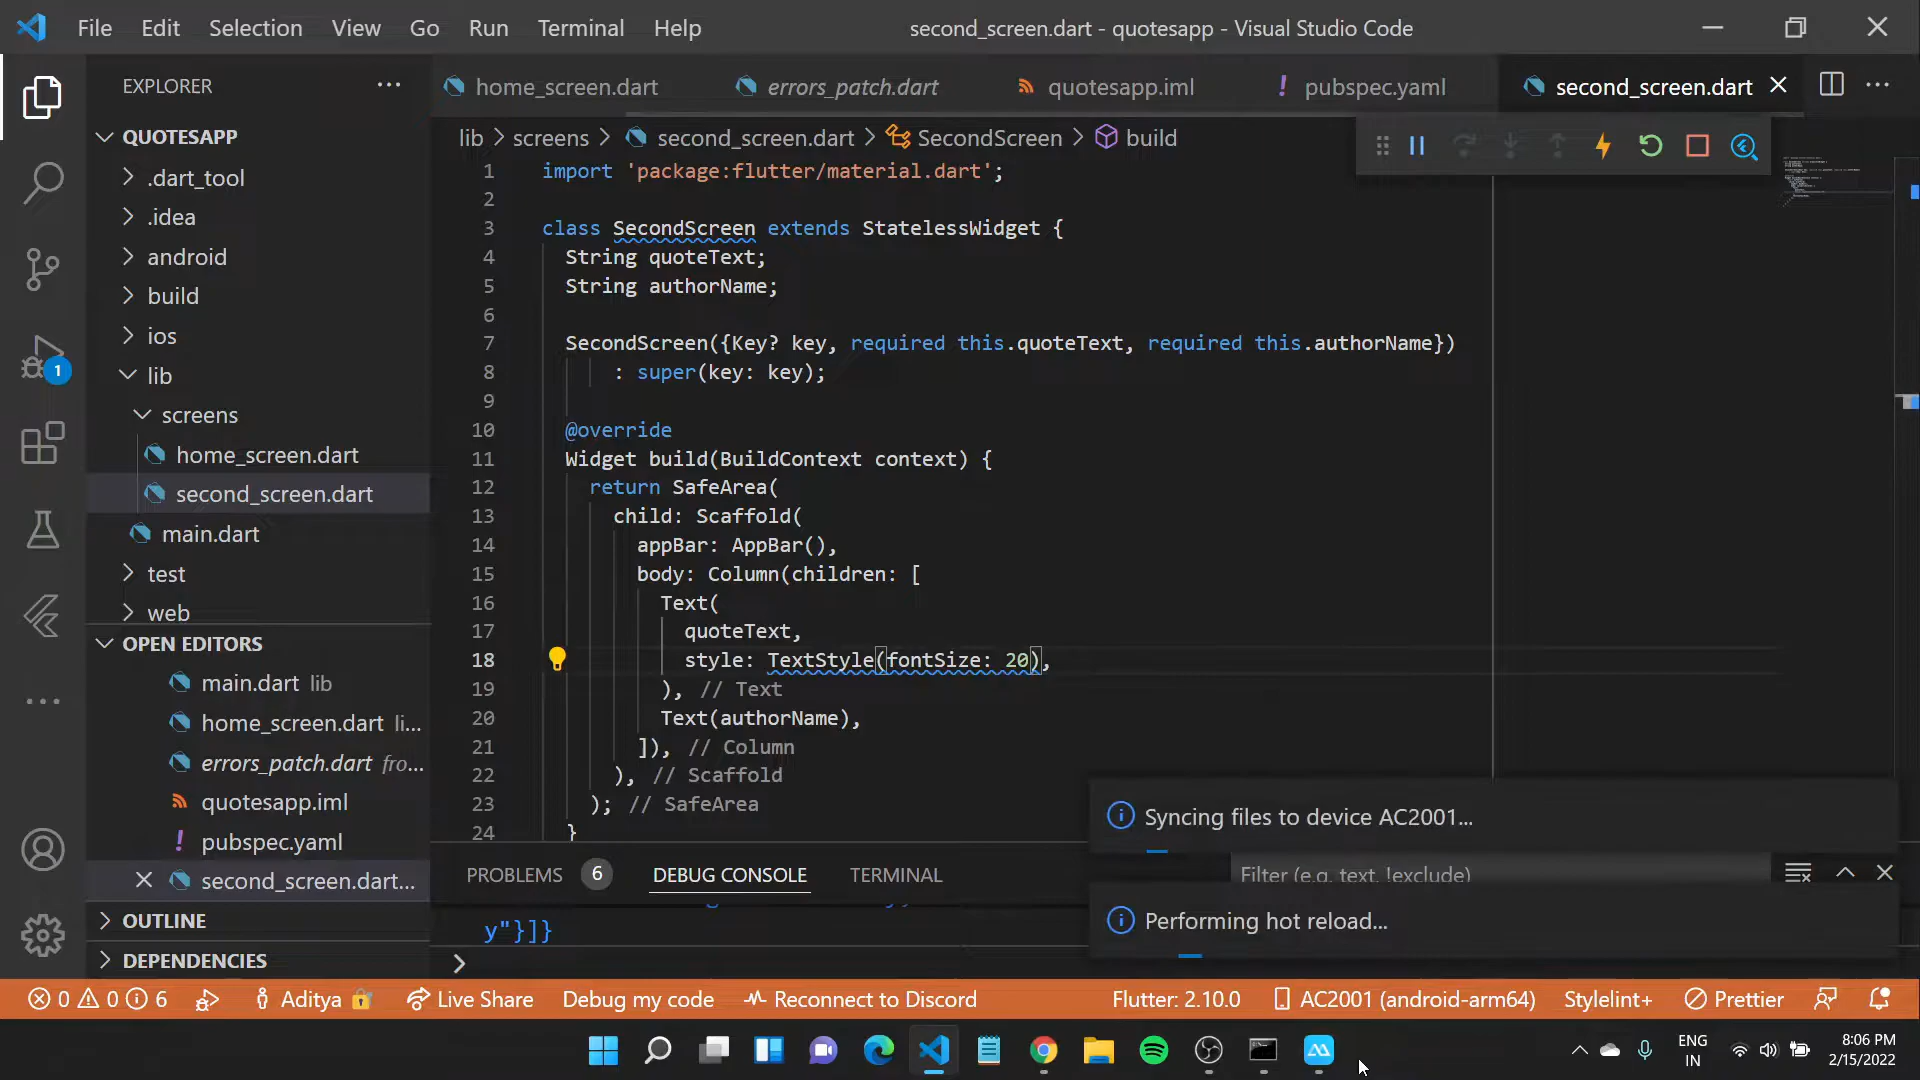 File Edit Selection View Go Run Terminal Help
second_screen.dart - quotesapp - Visual Studio Code
EXPLORER
home_screen.dart
errors_patch.dart
quotesapp.iml
! pubspec.yaml
second_screen.dart
lib > screens > second_screen.dart > SecondScreen > build
QUOTESAPP
.dart_tool
.idea
android
build
ios
lib
screens
home_screen.dart
second_screen.dart
main.dart
test
web
OPEN EDITORS
main.dart lib
home_screen.dart li...
errors_patch.dart fro...
quotesapp.iml
! pubspec.yaml
second_screen.dart...
OUTLINE
DEPENDENCIES
1
1 import 'package:flutter/material.dart';
2
3 class SecondScreen extends StatelessWidget {
4 String quoteText;
5 String authorName;
6
7 SecondScreen({Key? key, required this.quoteText, required this.authorName})
8 : super(key: key);
9
10 @override
11 Widget build(BuildContext context) {
12 return SafeArea(
13 child: Scaffold(
14 appBar: AppBar(),
15 body: Column(children: [
16 Text(
17 quoteText,
18 style: TextStyle(fontSize: 20),
19 ), // Text
20 Text(authorName),
21 ]), // Column
22 ), // Scaffold
23 ); // SafeArea
24 }
Syncing files to device AC2001...
PROBLEMS 6 DEBUG CONSOLE TERMINAL
Filter (e.g. text, !exclude)
y"}]}
Performing hot reload...
0 0 6 Aditya Live Share Debug my code Reconnect to Discord Flutter: 2.10.0 AC2001 (android-arm64) Stylelint+ Prettier
ENG
IN
8:06 PM
2/15/2022